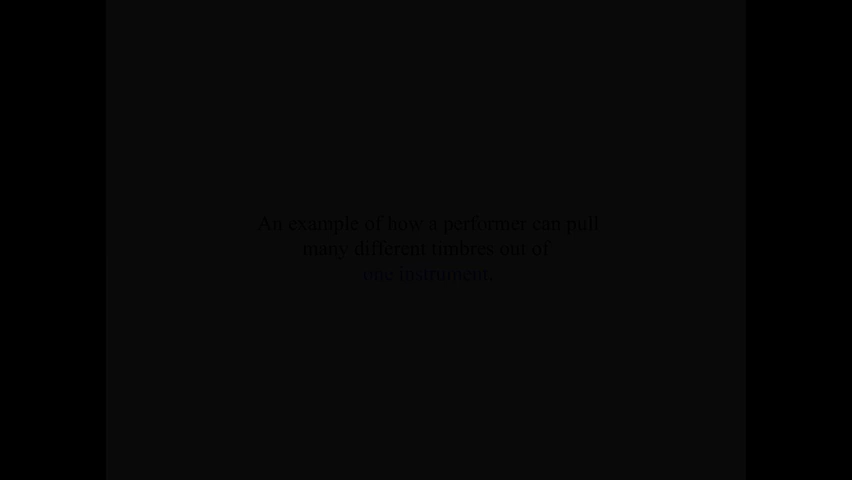 An example of how a performer can pull
many different timbres out of
one instrument.